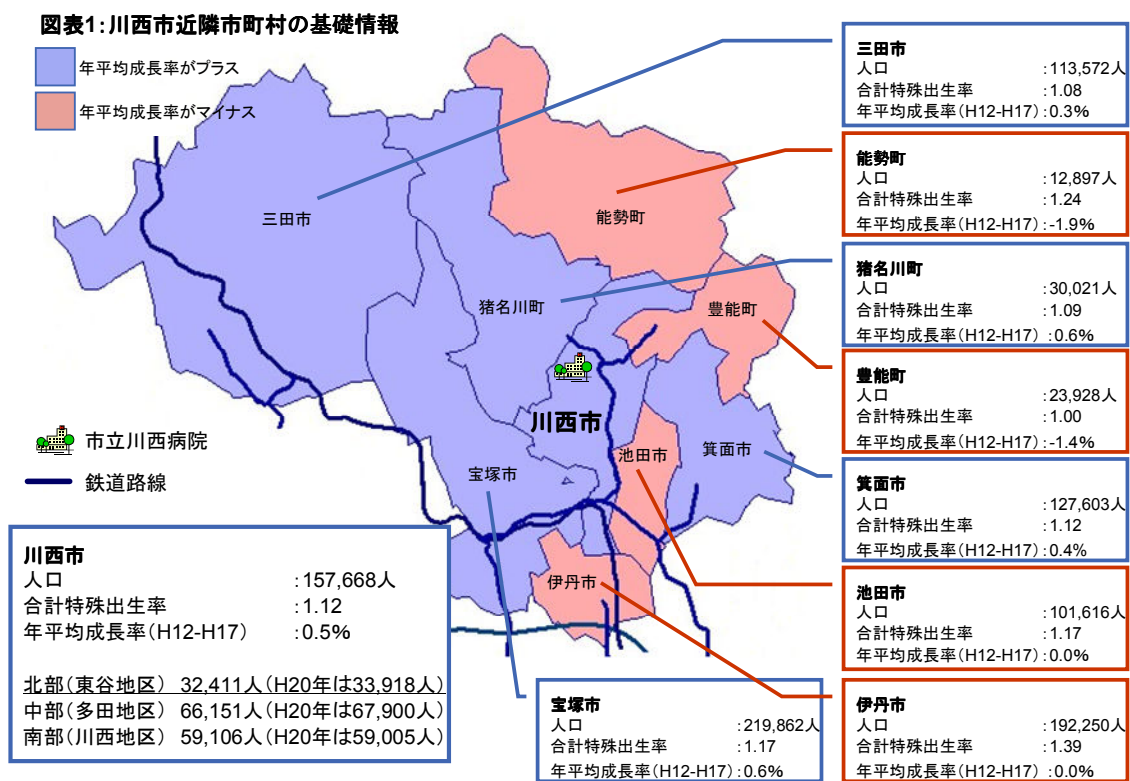 図表1:川西市近隣市町村の基礎情報
年平均成長率がプラス
年平均成長率がマイナス
三田市
能勢町
猪名川町
豊能町
川西市
池田市
箕面市
宝塚市
伊丹市
市立川西病院
鉄道路線
川西市
人口 :157,668人
合計特殊出生率 :1.12
年平均成長率(H12-H17) :0.5%
北部(東谷地区) 32,411人(H20年は33,918人)
中部(多田地区) 66,151人(H20年は67,900人)
南部(川西地区) 59,106人(H20年は59,005人)
三田市
人口 :113,572人
合計特殊出生率 :1.08
年平均成長率(H12-H17):0.3%
能勢町
人口 :12,897人
合計特殊出生率 :1.24
年平均成長率(H12-H17):-1.9%
猪名川町
人口 :30,021人
合計特殊出生率 :1.09
年平均成長率(H12-H17):0.6%
豊能町
人口 :23,928人
合計特殊出生率 :1.00
年平均成長率(H12-H17):-1.4%
箕面市
人口 :127,603人
合計特殊出生率 :1.12
年平均成長率(H12-H17):0.4%
池田市
人口 :101,616人
合計特殊出生率 :1.17
年平均成長率(H12-H17):0.0%
伊丹市
人口 :192,250人
合計特殊出生率 :1.39
年平均成長率(H12-H17):0.0%
宝塚市
人口 :219,862人
合計特殊出生率 :1.17
年平均成長率(H12-H17):0.6%